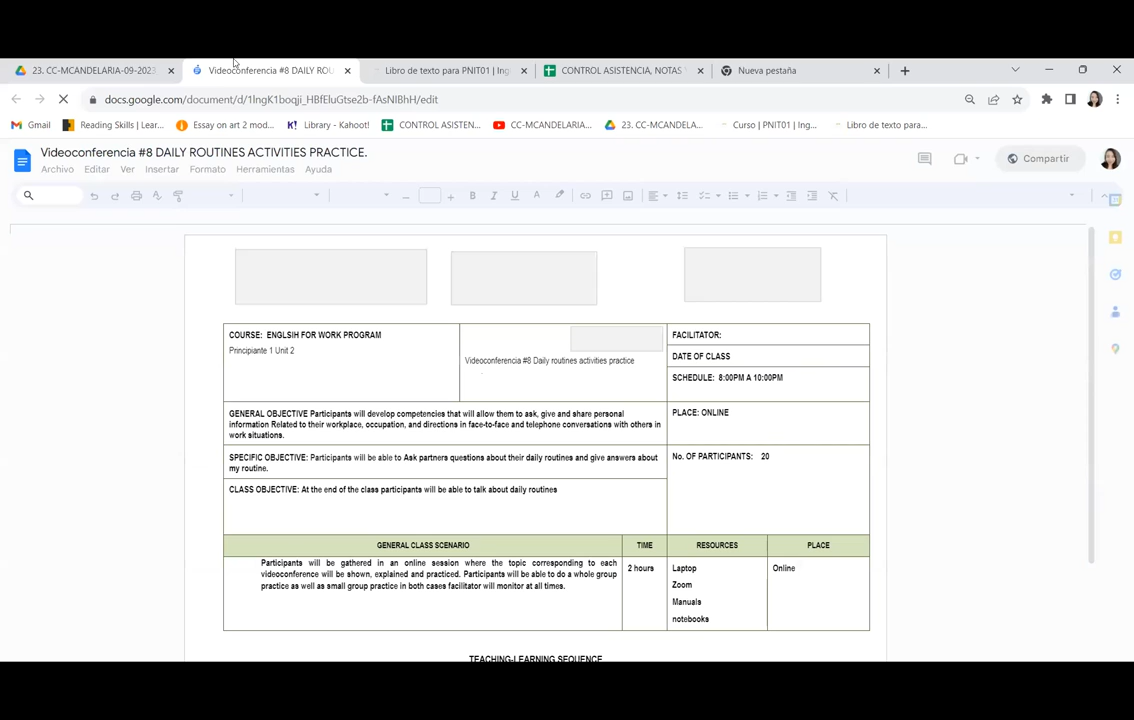 23. CC-MCANDELARIA-09-2023
Videoconferencia #8 DAILY ROU
Libro de texto para PNIT01 | Ing
CONTROL ASISTENCIA, NOTAS
Nueva pestaña
docs.google.com/document/d/1lngK1boqji_HBfEluGtse2b-fAsNIBhH/edit
Gmail
Reading Skills | Lear...
Essay on art 2 mod...
Library - Kahoot!
CONTROL ASISTEN...
CC-MCANDELARIA...
23. CC-MCANDELA...
Curso | PNIT01 | Ing...
Libro de texto para...
Videoconferencia #8 DAILY ROUTINES ACTIVITIES PRACTICE.
Archivo Editar Ver Insertar Formato Herramientas Ayuda
Compartir
COURSE: ENGLSIH FOR WORK PROGRAM
Principiante 1 Unit 2
Videoconferencia #8 Daily routines activities practice
FACILITATOR:
DATE OF CLASS
SCHEDULE: 8:00PM A 10:00PM
GENERAL OBJECTIVE Participants will develop competencies that will allow them to ask, give and share personal
information Related to their workplace, occupation, and directions in face-to-face and telephone conversations with others in
work situations.
PLACE: ONLINE
SPECIFIC OBJECTIVE: Participants will be able to Ask partners questions about their daily routines and give answers about
my routine.
No. OF PARTICIPANTS: 20
CLASS OBJECTIVE: At the end of the class participants will be able to talk about daily routines
GENERAL CLASS SCENARIO
TIME
RESOURCES
PLACE
Participants will be gathered in an online session where the topic corresponding to each
videoconference will be shown, explained and practiced. Participants will be able to do a whole group
practice as well as small group practice in both cases facilitator will monitor at all times.
2 hours
Laptop
Zoom
Manuals
notebooks
Online
TEACHING-LEARNING SEQUENCE